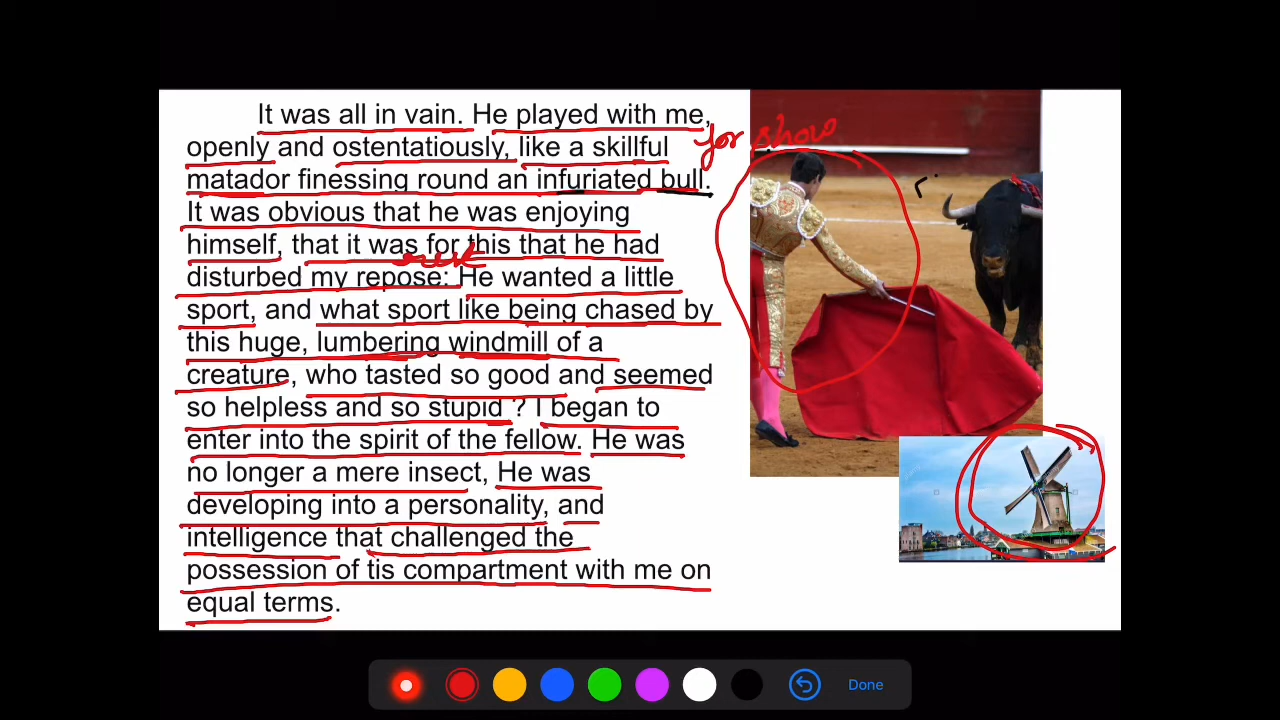 It was all in vain. He played with me,
for show
openly and ostentatiously, like a skillful
matador finessing round an infuriated bull.
It was obvious that he was enjoying
himself, that it was for this that he had
rest
disturbed my repose: He wanted a little
sport, and what sport like being chased by
this huge, lumbering windmill of a
creature, who tasted so good and seemed
so helpless and so stupid ? I began to
enter into the spirit of the fellow. He was
no longer a mere insect, He was
developing into a personality, and
intelligence that challenged the
possession of tis compartment with me on
equal terms.
Done